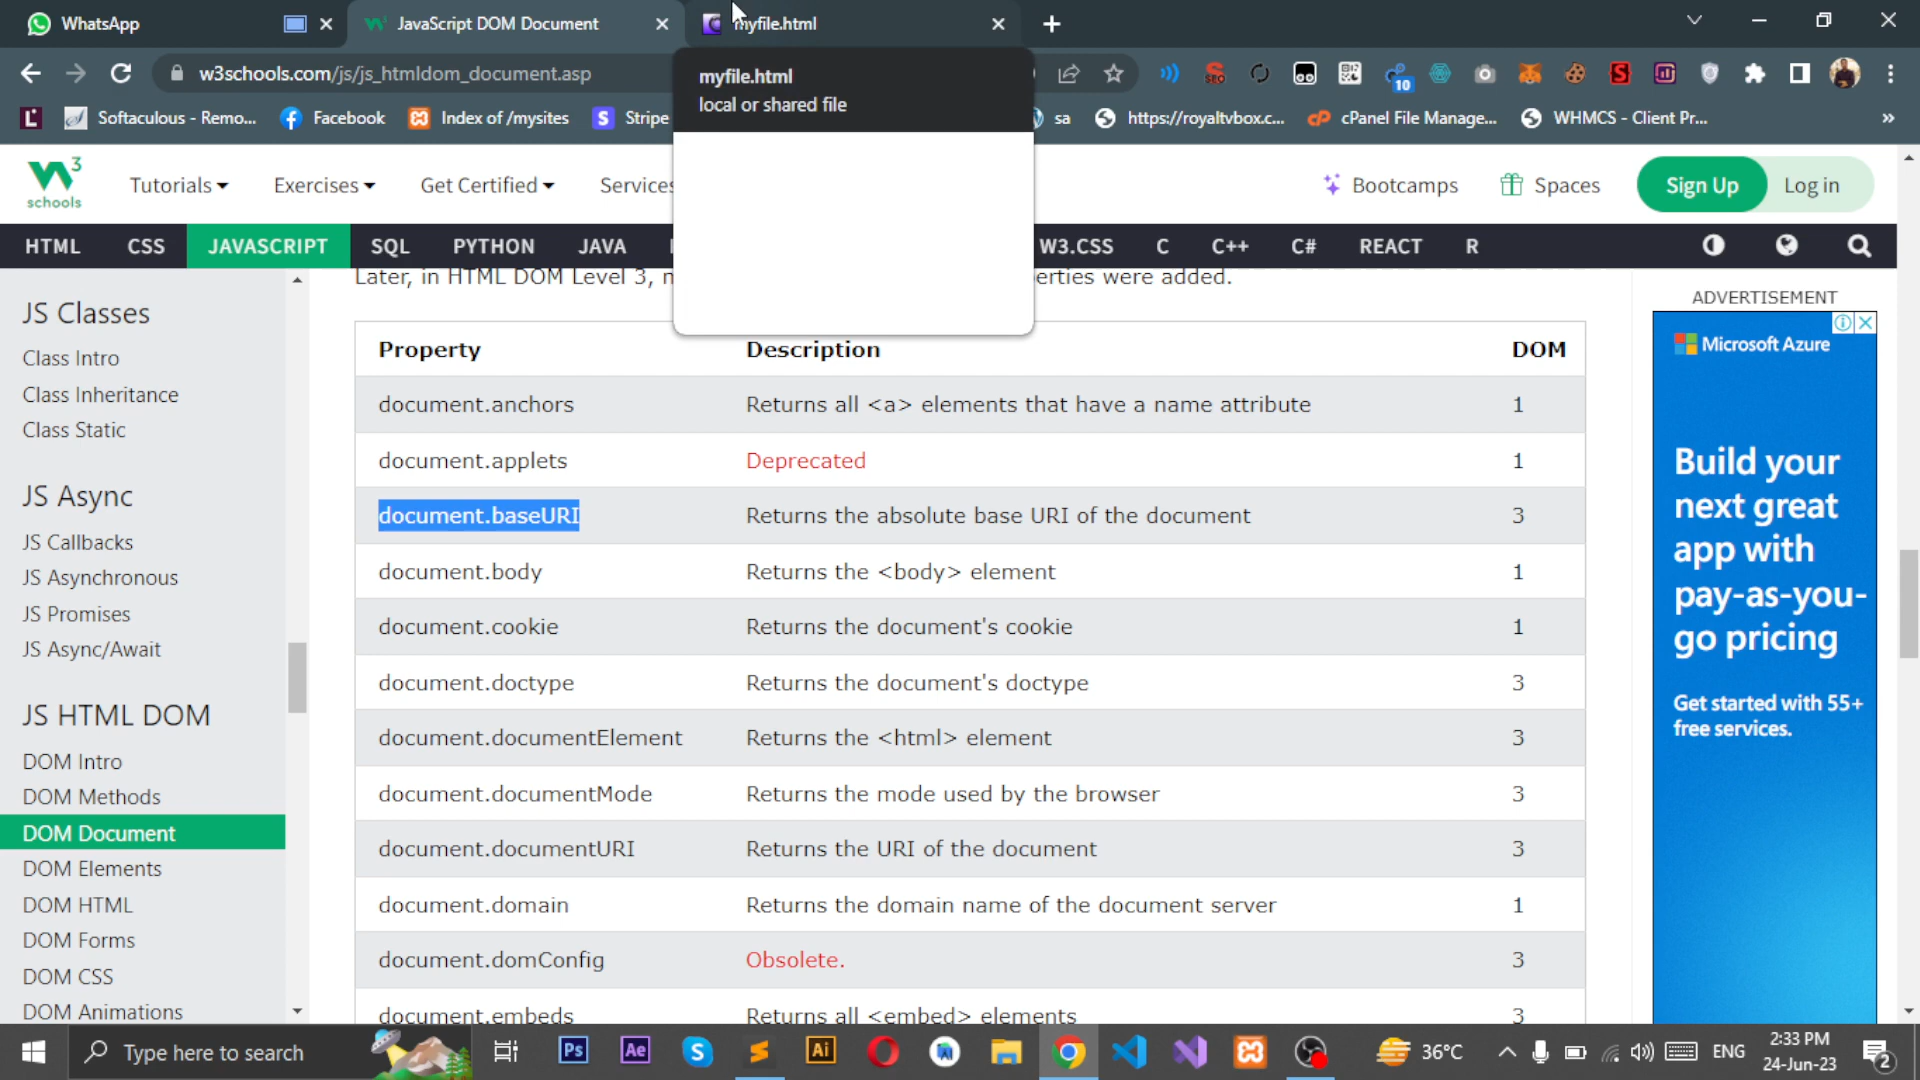 WhatsApp
JavaScript DOM Document
myfile.html
w3schools.com/js/js_htmldom_document.asp
10
myfile.html
local or shared file
Softaculous - Remo...
Facebook
Index of /mysites
Stripe
sa
https://royaltvbox.c...
cPanel File Manage...
WHMCS - Client Pr...
»
3
schools
Tutorials
Exercises
Get Certified
Services
Bootcamps
Spaces
Sign Up
Log in
HTML
CSS
JAVASCRIPT
SQL
PYTHON
JAVA
W3.CSS
C
C++
C#
REACT
R
JS Classes
Class Intro
Class Inheritance
Class Static
JS Async
JS Callbacks
JS Asynchronous
JS Promises
JS Async/Await
JS HTML DOM
DOM Intro
DOM Methods
DOM Document
DOM Elements
DOM HTML
DOM Forms
DOM CSS
DOM Animations
Later, in HTML DOM Level 3, erties were added.
Property Description DOM
document.anchors Returns all <a> elements that have a name attribute 1
document.applets Deprecated 1
document.baseURI Returns the absolute base URI of the document 3
document.body Returns the <body> element 1
document.cookie Returns the document's cookie 1
document.doctype Returns the document's doctype 3
document.documentElement Returns the <html> element 3
document.documentMode Returns the mode used by the browser 3
document.documentURI Returns the URI of the document 3
document.domain Returns the domain name of the document server 1
document.domConfig Obsolete. 3
document.embeds Returns all <embed> elements 3
ADVERTISEMENT
Microsoft Azure
Build your
next great
app with
pay-as-you-
go pricing
Get started with 55+
free services.
Type here to search
Ps
Ae
Ai
36°C
ENG
2:33 PM
24-Jun-23
2